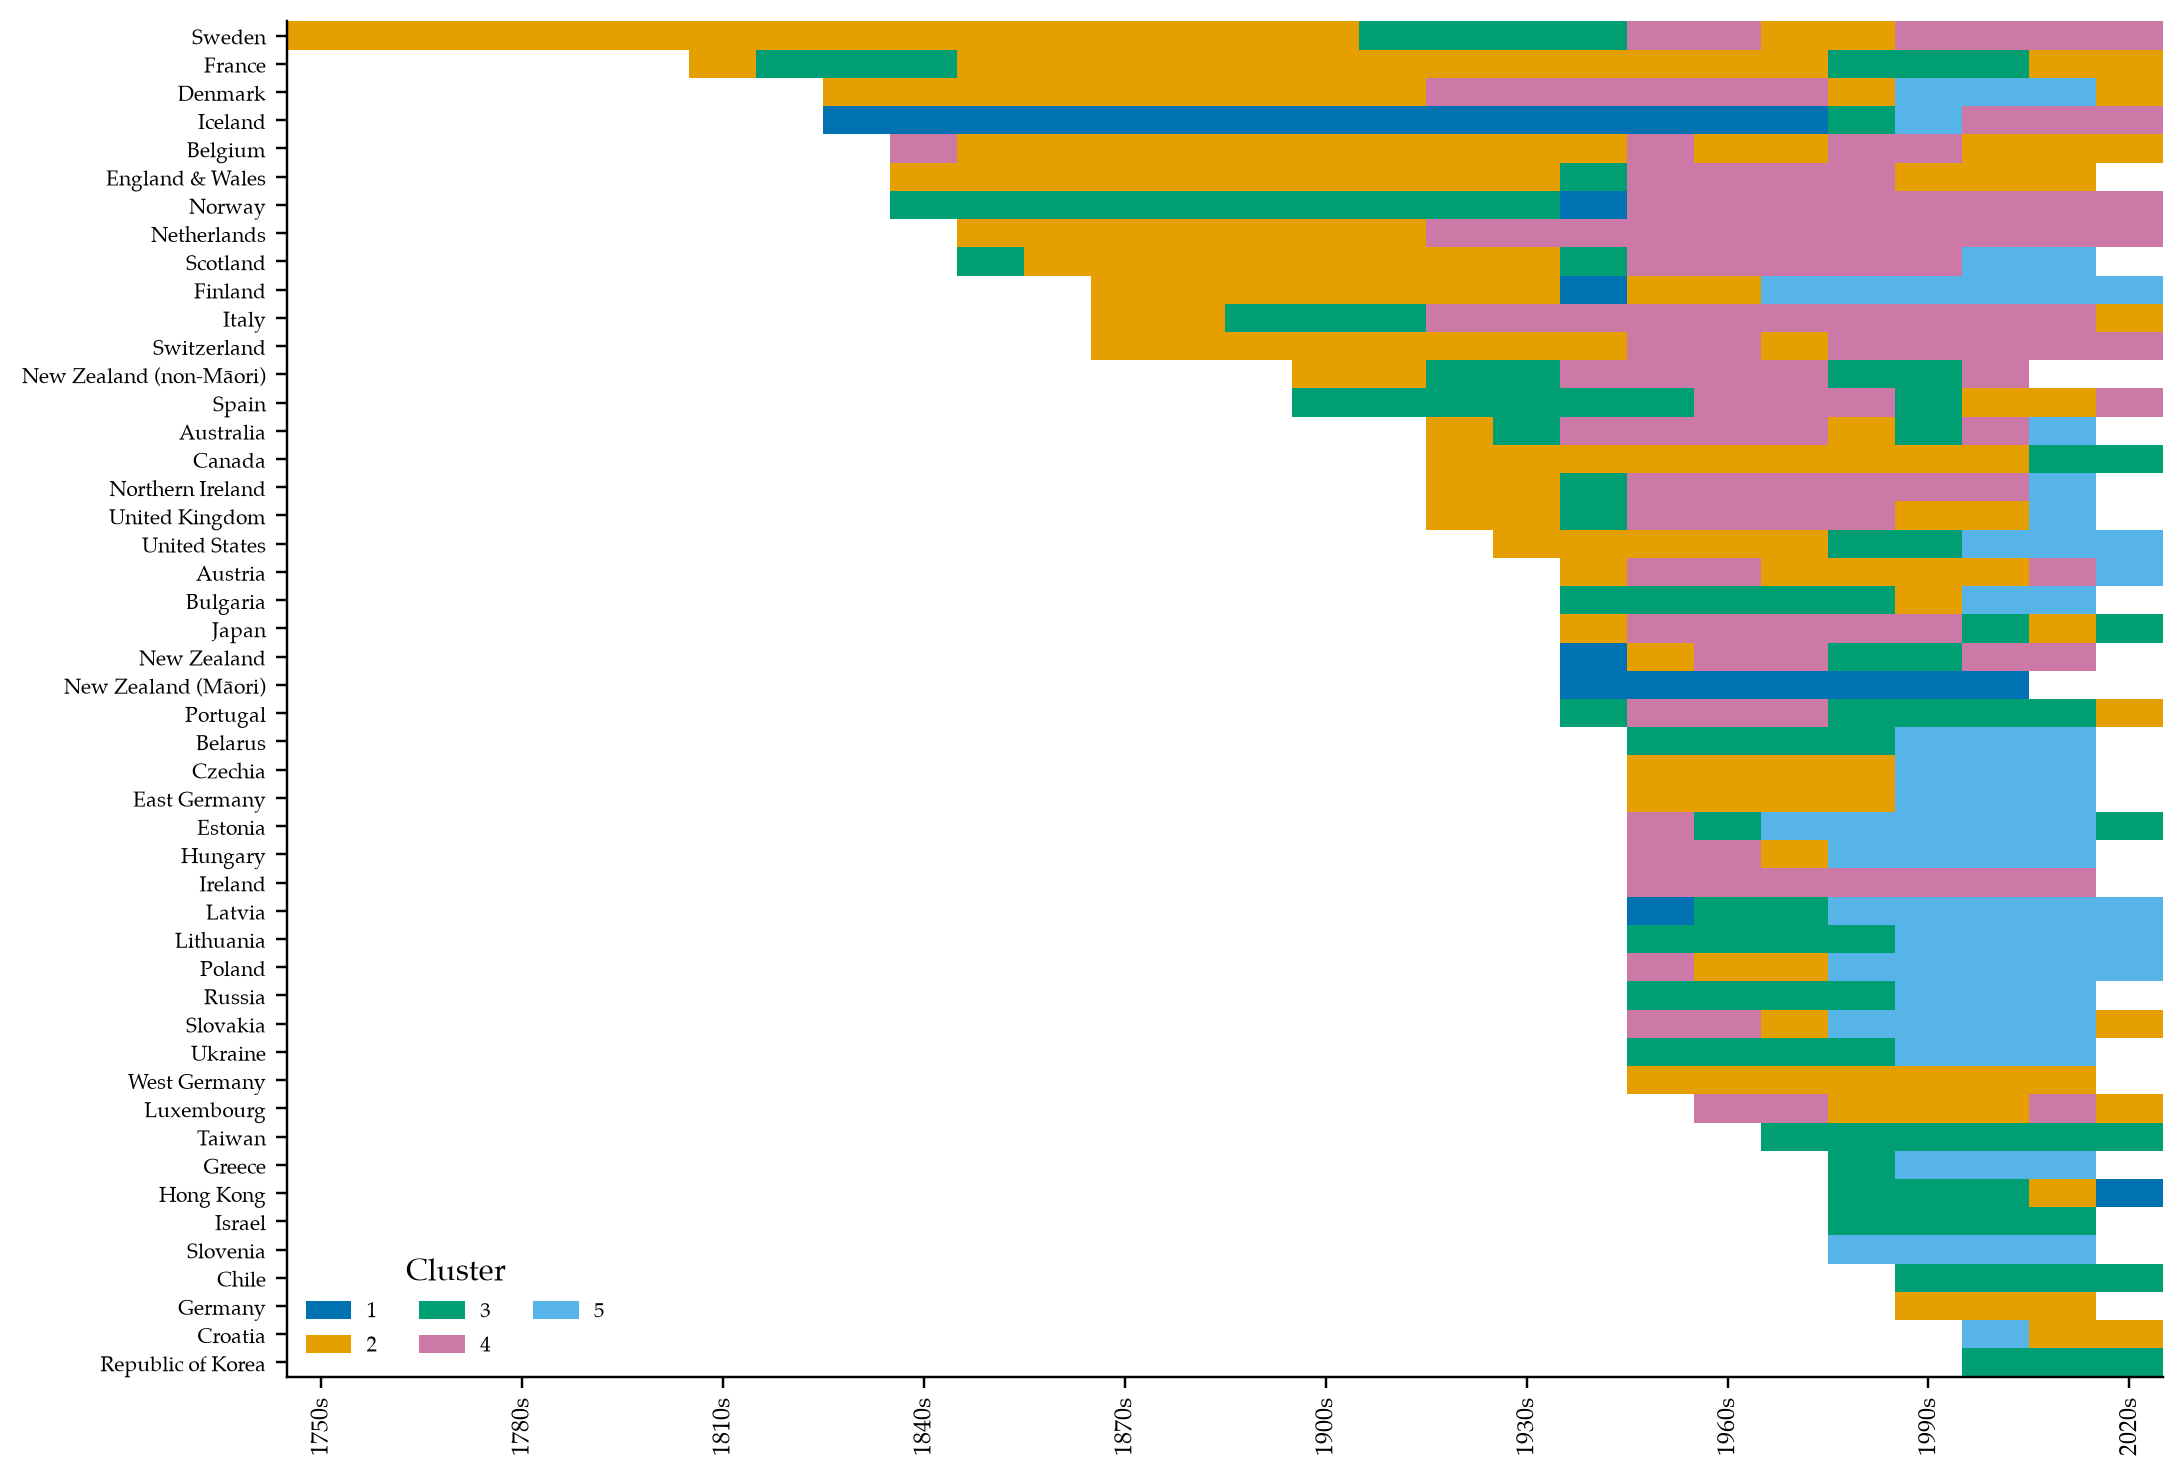 Sweden
France
Denmark
Iceland
Belgium
England & Wales
Norway
Netherlands
Scotland
Finland
Italy
Switzerland
New Zealand (non-Māori)
Spain
Australia
Canada
Northern Ireland
United Kingdom
United States
Austria
Bulgaria
Japan
New Zealand
New Zealand (Māori)
Portugal
Belarus
Czechia
East Germany
Estonia
Hungary
Ireland
Latvia
Lithuania
Poland
Russia
Slovakia
Ukraine
West Germany
Luxembourg
Taiwan
Greece
Hong Kong
Israel
Slovenia
Chile
Germany
Croatia
Republic of Korea
Cluster
1 3 5
2 4
1750s 1780s 1810s 1840s 1870s 1900s 1930s 1960s 1990s 2020s